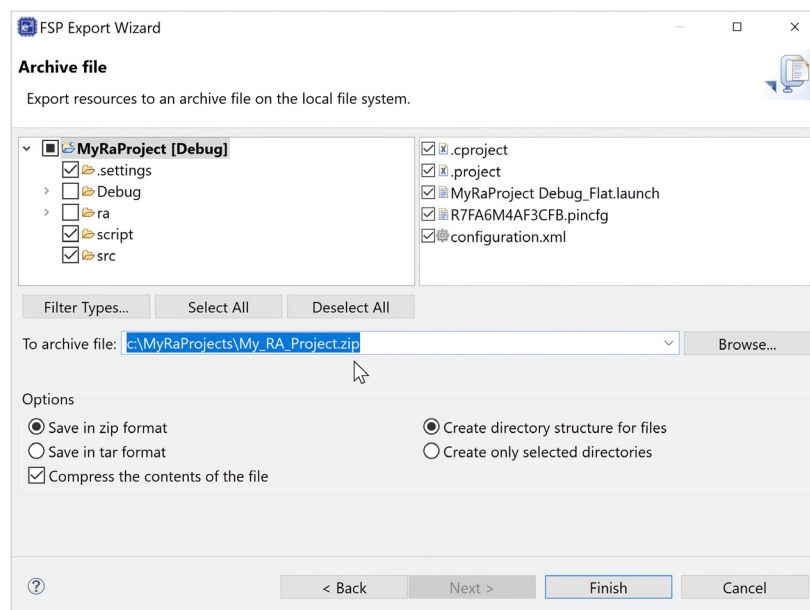 FSP Export Wizard
Archive file
Export resources to an archive file on the local file system.
MyRaProject [Debug]
.settings
Debug
ra
script
src
.cproject
.project
MyRaProject Debug_Flat.launch
R7FA6M4AF3CFB.pincfg
configuration.xml
Filter Types... Select All Deselect All
To archive file: c:\MyRaProjects\My_RA_Project.zip Browse...
Options
Save in zip format
Save in tar format
Compress the contents of the file
Create directory structure for files
Create only selected directories
< Back Next > Finish Cancel